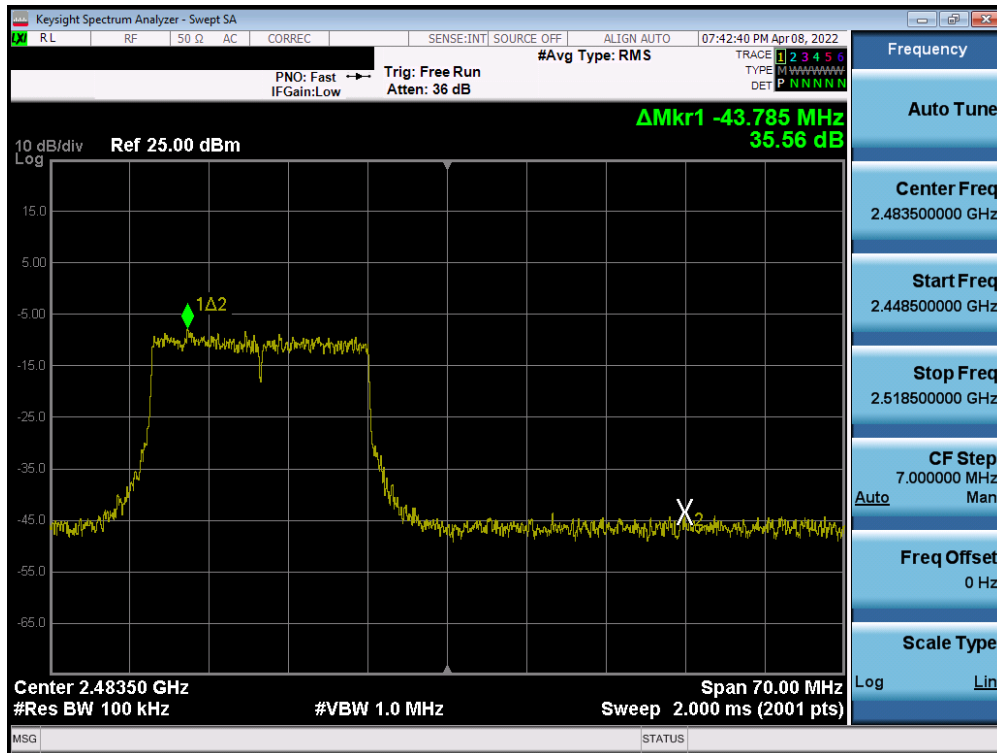 Keysight Spectrum Analyzer - Swept SA
LXI RL RF 50 Ω AC CORREC SENSE:INT SOURCE OFF ALIGN AUTO 07:42:40 PM Apr 08, 2022
#Avg Type: RMS
TRACE 1 2 3 4 5 6
TYPE M WWWWW
DET P N N N N N
PNO: Fast
IFGain:Low
Trig: Free Run
Atten: 36 dB
ΔMkr1 -43.785 MHz
35.56 dB
10 dB/div
Log
Ref 25.00 dBm
15.0
5.00
-5.00
-15.0
-25.0
-35.0
-45.0
-55.0
-65.0
1Δ2
X2
Center 2.48350 GHz
#Res BW 100 kHz
#VBW 1.0 MHz
Span 70.00 MHz
Sweep 2.000 ms (2001 pts)
MSG
STATUS
Frequency
Auto Tune
Center Freq
2.483500000 GHz
Start Freq
2.448500000 GHz
Stop Freq
2.518500000 GHz
CF Step
7.000000 MHz
Auto Man
Freq Offset
0 Hz
Scale Type
Log Lin